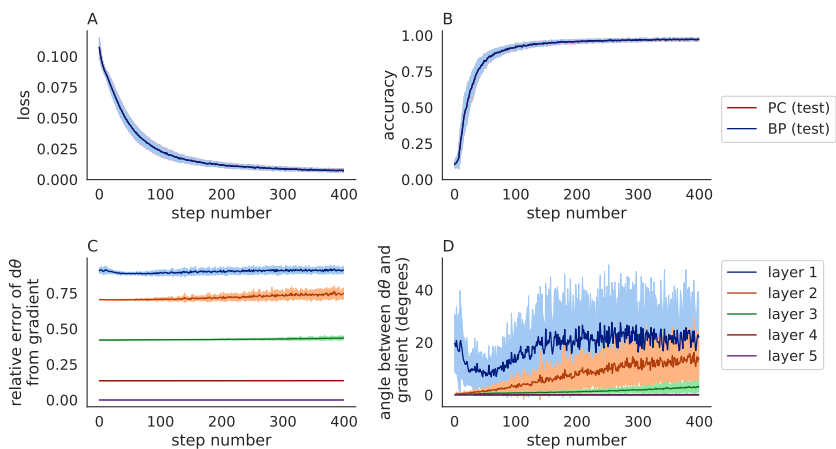 A
loss
0.100
0.075
0.050
0.025
0.000
0
100
200
300
400
step number
B
accuracy
1.00
0.75
0.50
0.25
0.00
0
100
200
300
400
step number
PC (test)
BP (test)
C
relative error of dθ
from gradient
0.75
0.50
0.25
0.00
0
100
200
300
400
step number
D
angle between dθ and
gradient (degrees)
40
20
0
0
100
200
300
400
step number
layer 1
layer 2
layer 3
layer 4
layer 5